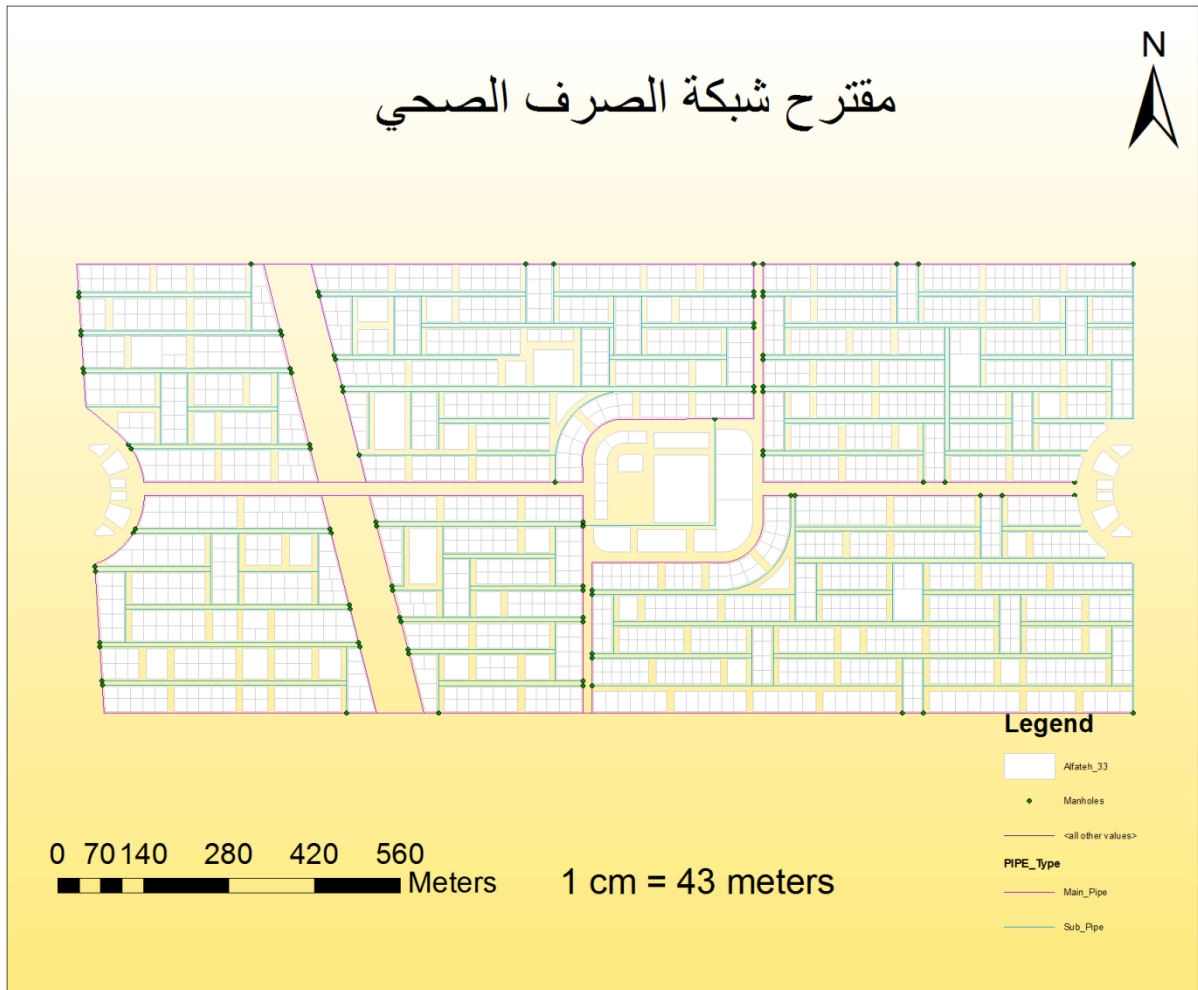 N
مقترح شبكة الصرف الصحي
Legend
Alfateh_33
Manholes
<all other values>
PIPE_Type
Main_Pipe
Sub_Pipe
0 70 140 280 420 560
Meters
1 cm = 43 meters